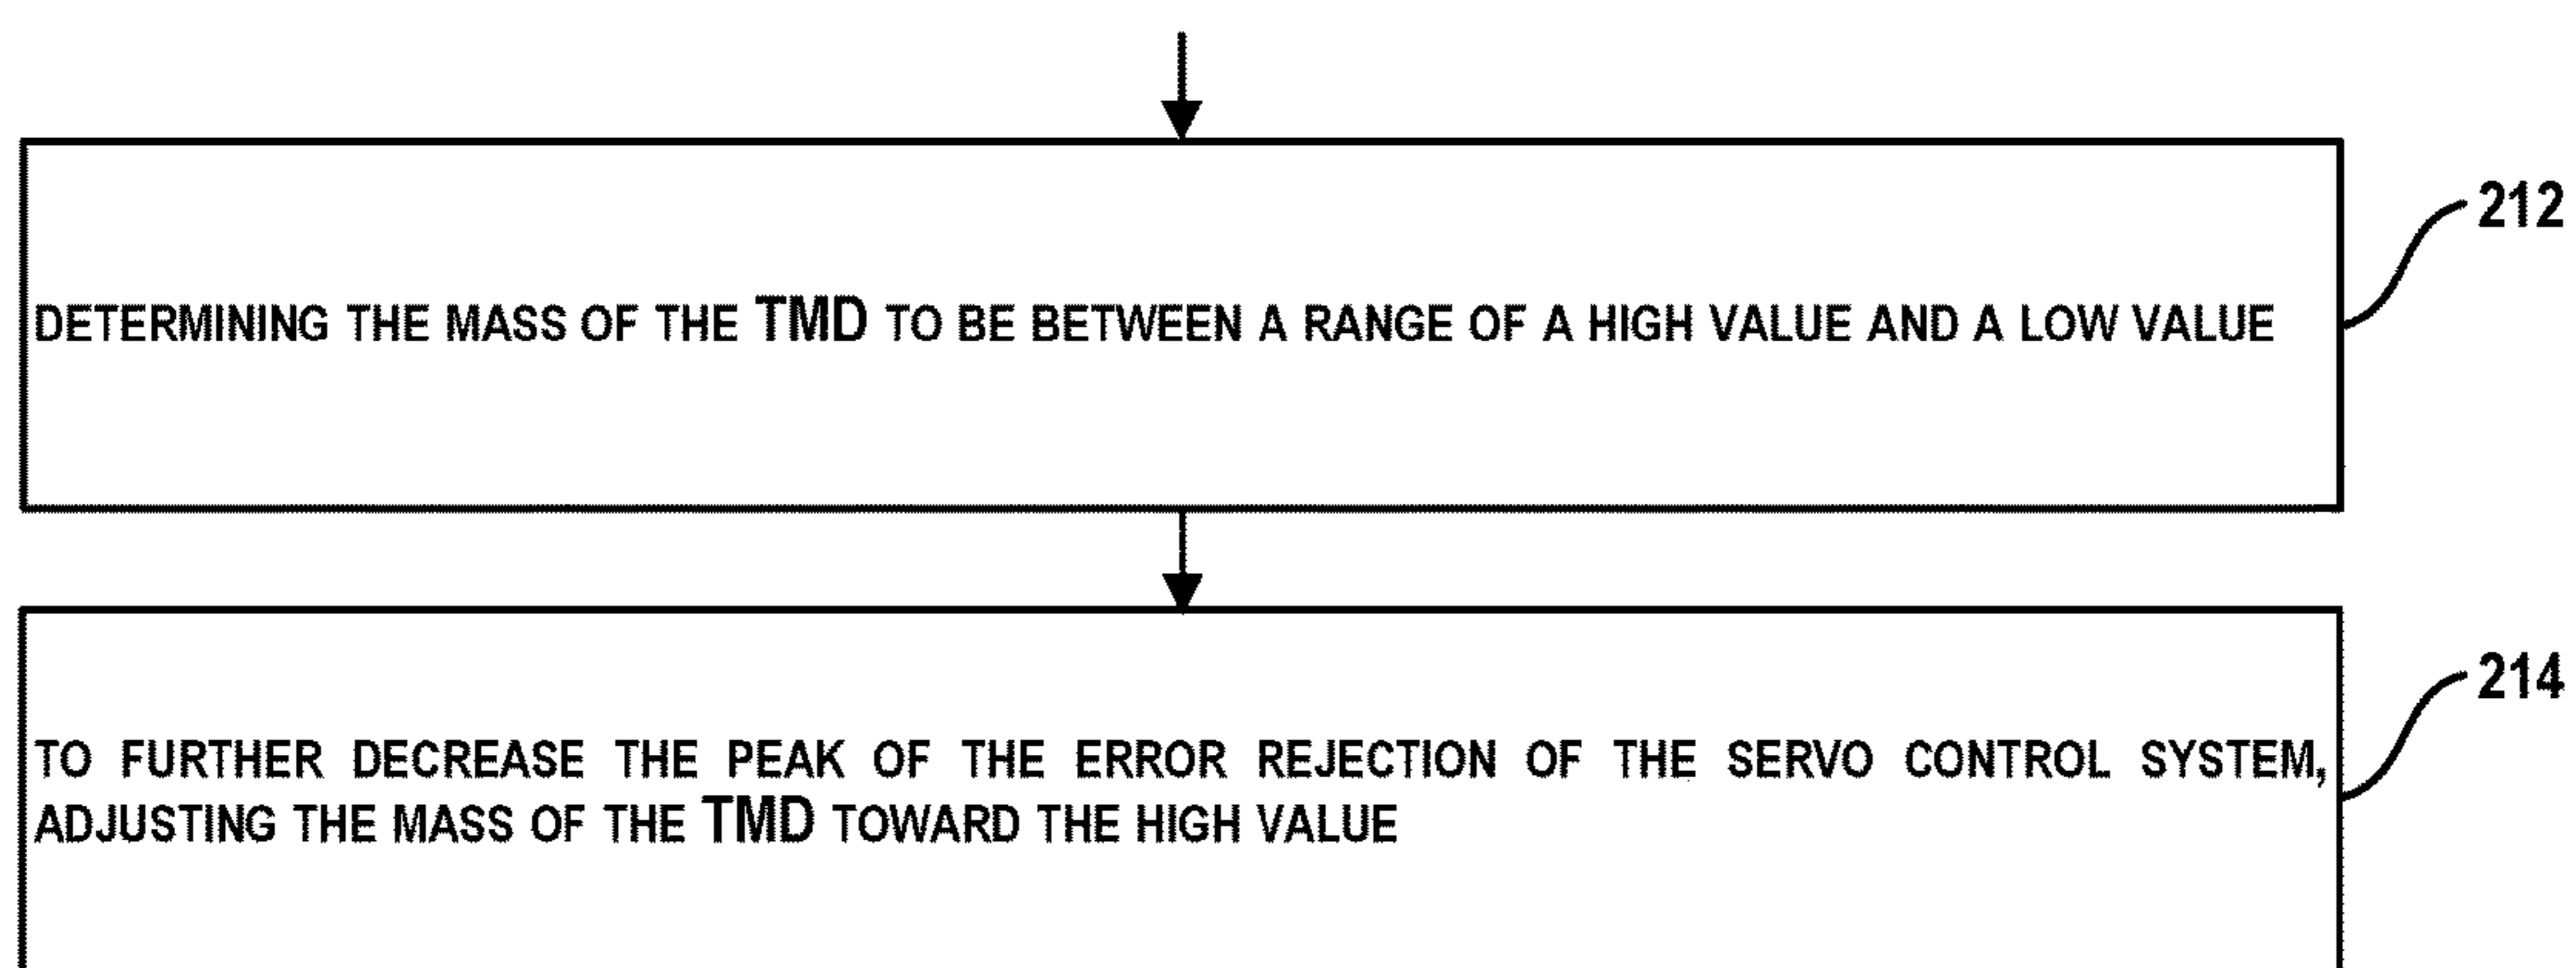 DETERMINING THE MASS OF THE TMD TO BE BETWEEN A RANGE OF A HIGH VALUE AND A LOW VALUE
212
TO FURTHER DECREASE THE PEAK OF THE ERROR REJECTION OF THE SERVO CONTROL SYSTEM,
ADJUSTING THE MASS OF THE TMD TOWARD THE HIGH VALUE
214